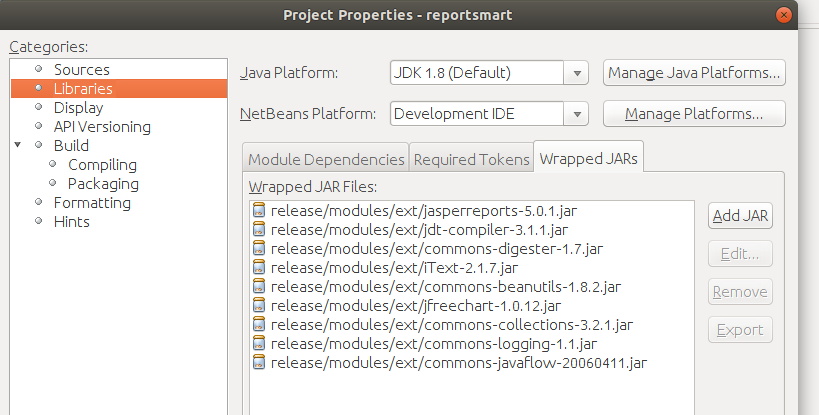 Project Properties - reportsmart
Categories:
Sources
Libraries
Display
API Versioning
Build
Compiling
Packaging
Formatting
Hints
Java Platform: JDK 1.8 (Default) Manage Java Platforms...
NetBeans Platform: Development IDE Manage Platforms...
Module Dependencies Required Tokens Wrapped JARs
Wrapped JAR Files:
release/modules/ext/jasperreports-5.0.1.jar
release/modules/ext/jdt-compiler-3.1.1.jar
release/modules/ext/commons-digester-1.7.jar
release/modules/ext/iText-2.1.7.jar
release/modules/ext/commons-beanutils-1.8.2.jar
release/modules/ext/jfreechart-1.0.12.jar
release/modules/ext/commons-collections-3.2.1.jar
release/modules/ext/commons-logging-1.1.jar
release/modules/ext/commons-javaflow-20060411.jar
Add JAR
Edit...
Remove
Export